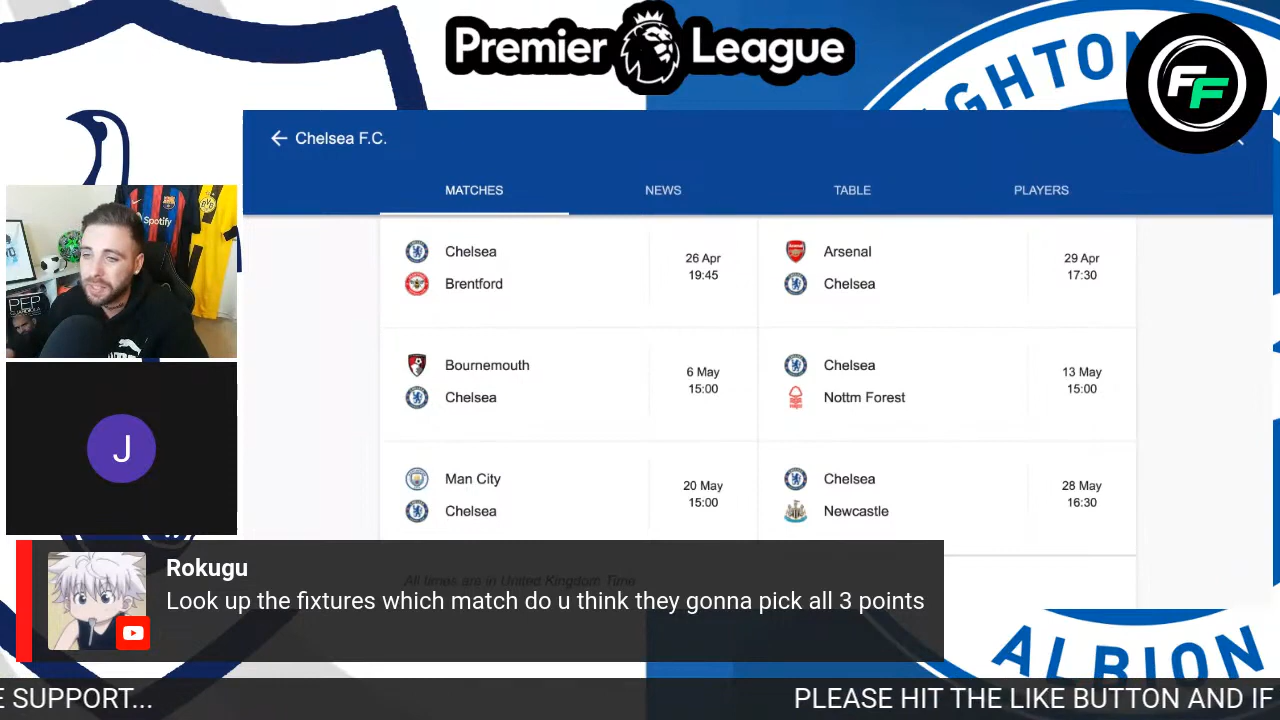 Premier League
GHTON
FF
Chelsea F.C.
MATCHES NEWS TABLE PLAYERS
Chelsea
Brentford
26 Apr
19:45
Arsenal
Chelsea
29 Apr
17:30
Bournemouth
Chelsea
6 May
15:00
Chelsea
Nottm Forest
13 May
15:00
Man City
Chelsea
20 May
15:00
Chelsea
Newcastle
28 May
16:30
All times are in United Kingdom Time
Spotify
PEP
J
Rokugu
Look up the fixtures which match do u think they gonna pick all 3 points
ALBION
E SUPPORT... PLEASE HIT THE LIKE BUTTON AND IF